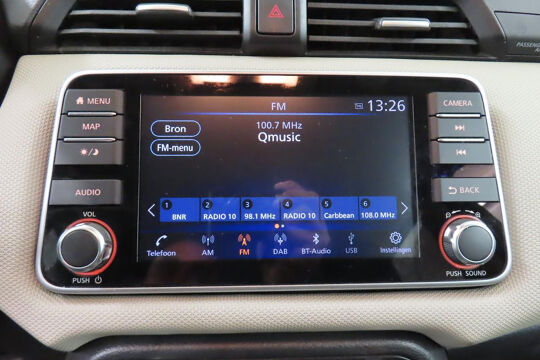 PASSENGER
MENU
MAP
AUDIO
VOL
PUSH
FM
13:26
Bron
FM-menu
100.7 MHz
Qmusic
1 BNR
2 RADIO 10
3 98.1 MHz
4 RADIO 10
5 Caribbean
6 108.0 MHz
Telefoon
AM
FM
DAB
BT-Audio
USB
Instellingen
CAMERA
BACK
PUSH SOUND